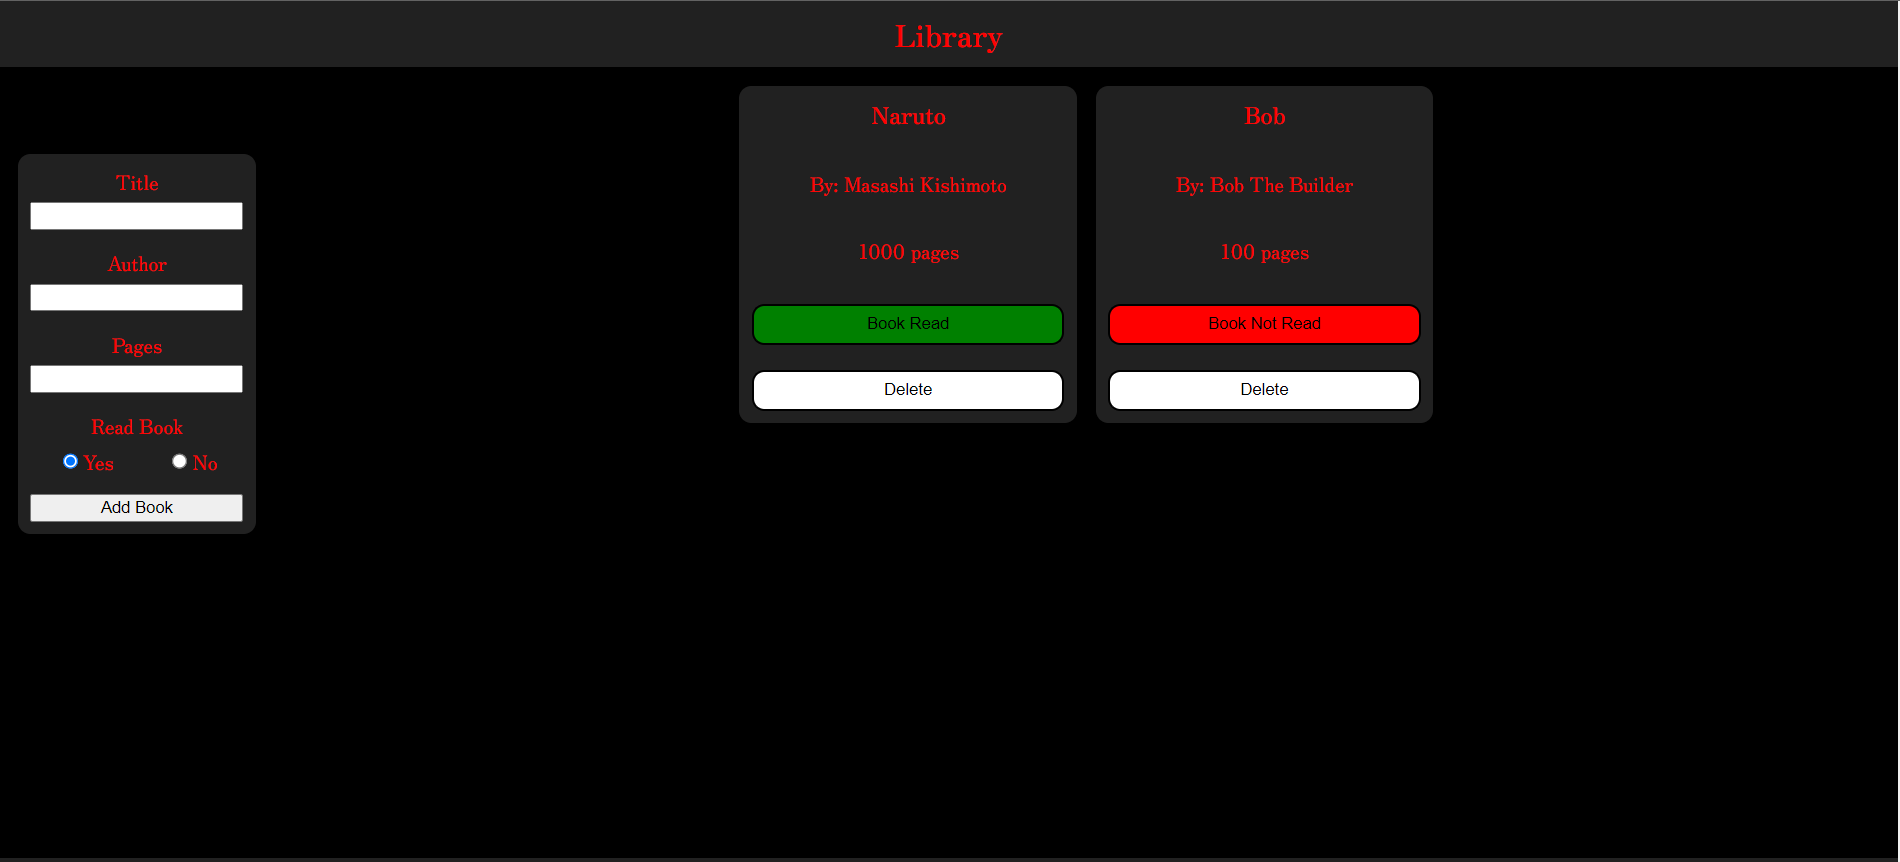 Library
Title
Author
Pages
Read Book
Yes No
Add Book
Naruto
By: Masashi Kishimoto
1000 pages
Book Read
Delete
Bob
By: Bob The Builder
100 pages
Book Not Read
Delete